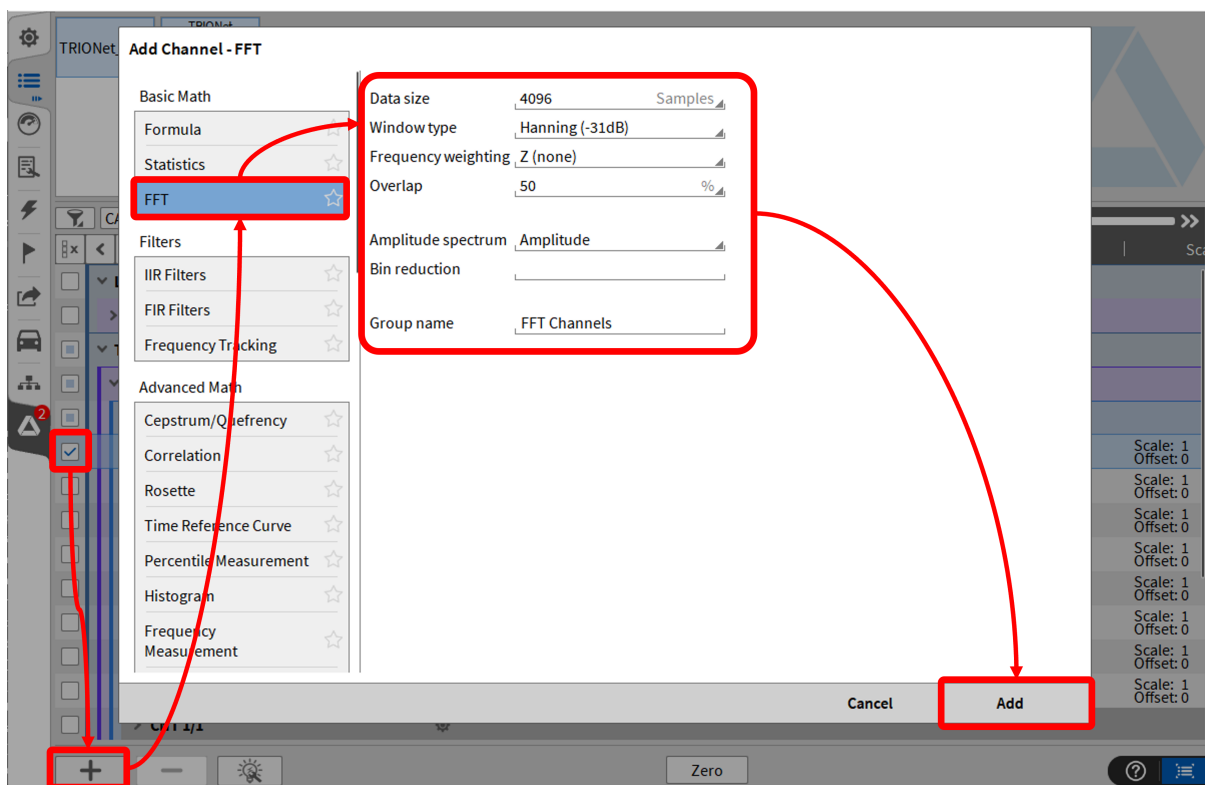 TRIONet
TRIONet
Add Channel - FFT
Basic Math
Formula
Statistics
FFT
Filters
IIR Filters
FIR Filters
Frequency Tracking
Advanced Math
Cepstrum/Quefrency
Correlation
Rosette
Time Reference Curve
Percentile Measurement
Histogram
Frequency
Measurement
Data size 4096 Samples
Window type Hanning (-31dB)
Frequency weighting Z (none)
Overlap 50 %
Amplitude spectrum Amplitude
Bin reduction
Group name FFT Channels
Cancel Add
2
Scale: 1
Offset: 0
Scale: 1
Offset: 0
Scale: 1
Offset: 0
Scale: 1
Offset: 0
Scale: 1
Offset: 0
Scale: 1
Offset: 0
Scale: 1
Offset: 0
Scale: 1
Offset: 0
Zero